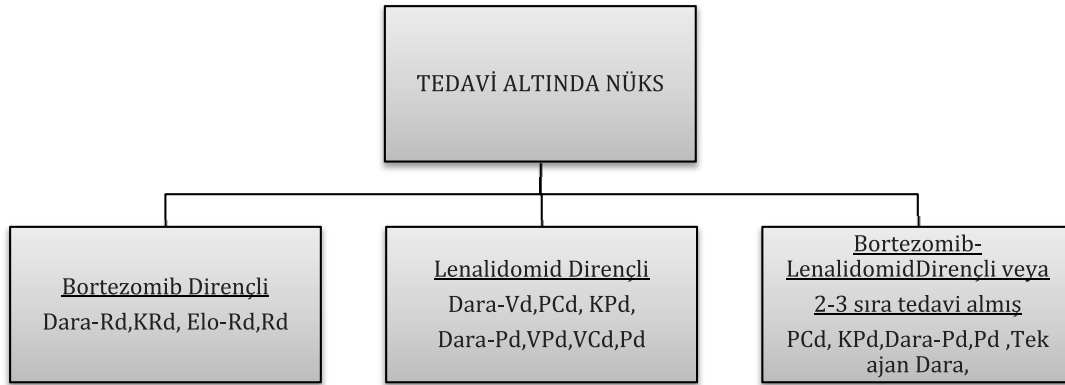 TEDAVİ ALTINDA NÜKS
Bortezomib Dirençli
Dara-Rd,KRd, Elo-Rd,Rd
Lenalidomid Dirençli
Dara-Vd,PCd, KPd,
Dara-Pd,VPd,VCd,Pd
Bortezomib-
LenalidomidDirençli veya
2-3 sıra tedavi almış
PCd, KPd,Dara-Pd,Pd ,Tek
ajan Dara,